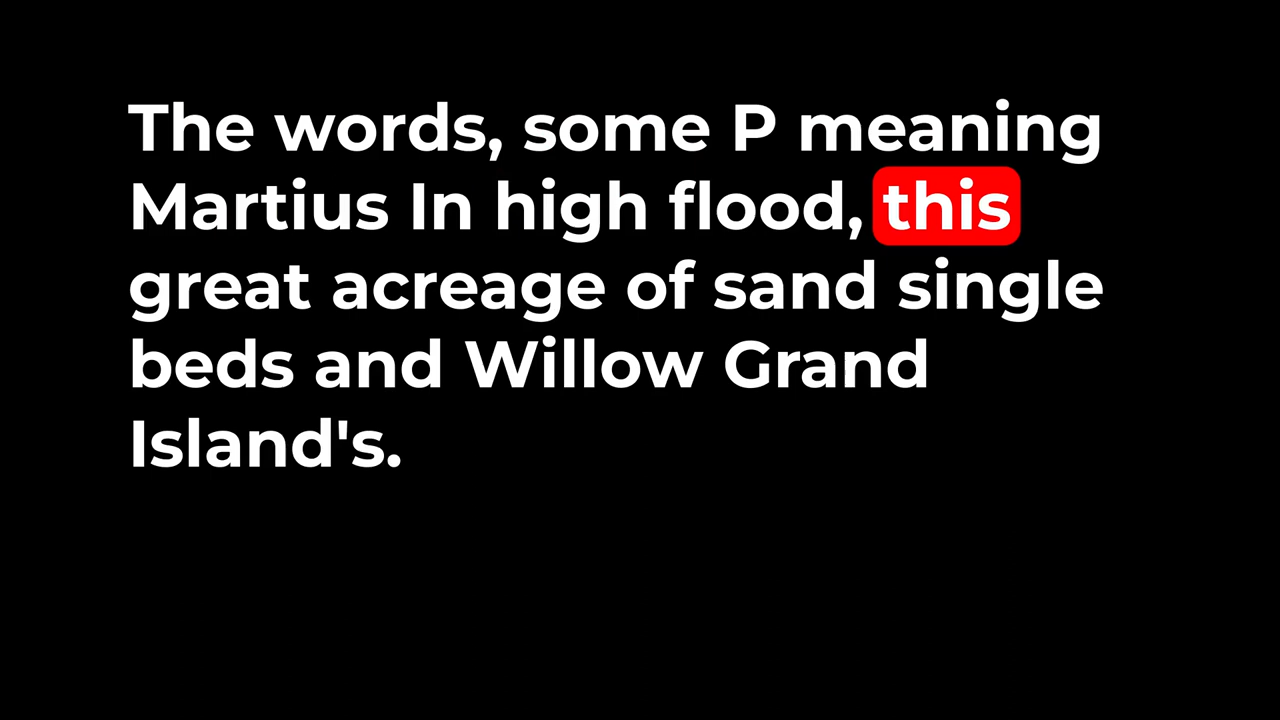 The words, some P meaning
Martius In high flood, this
great acreage of sand single
beds and Willow Grand
Island's.